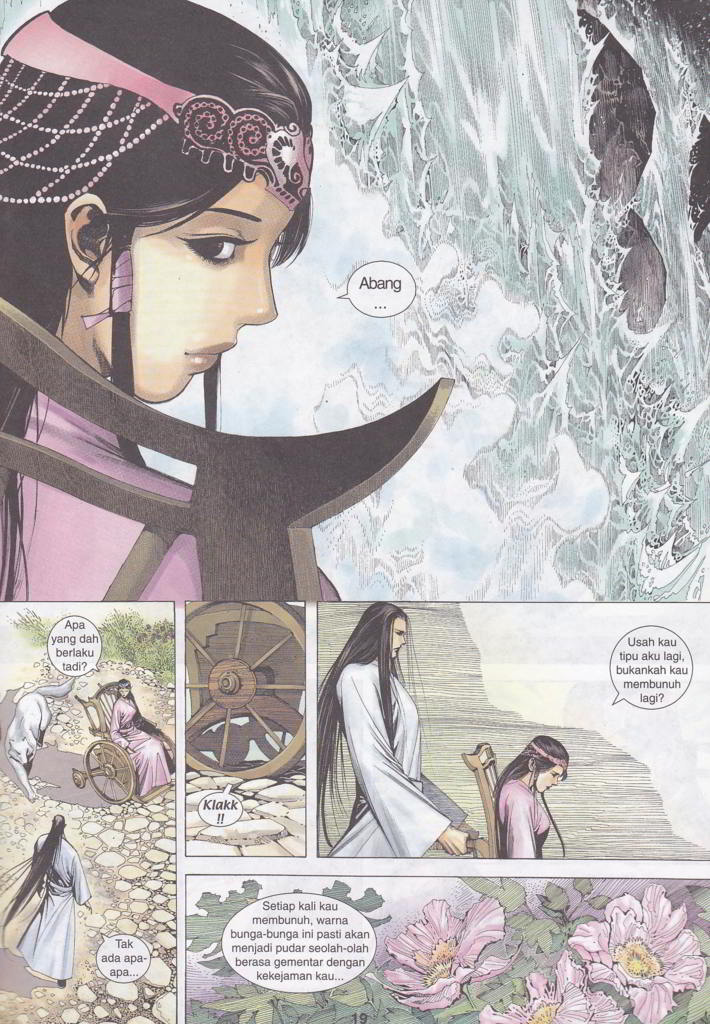 Abang
...
Apa
yang dah
berlaku
tadi?
Tak
ada apa-
apa...
Klakk
!!
Usah kau
tipu aku lagi,
bukankah kau
membunuh
lagi?
Setiap kali kau
membunuh, warna
bunga-bunga ini pasti akan
menjadi pudar seolah-olah
berasa gementar dengan
kekejaman kau...
19